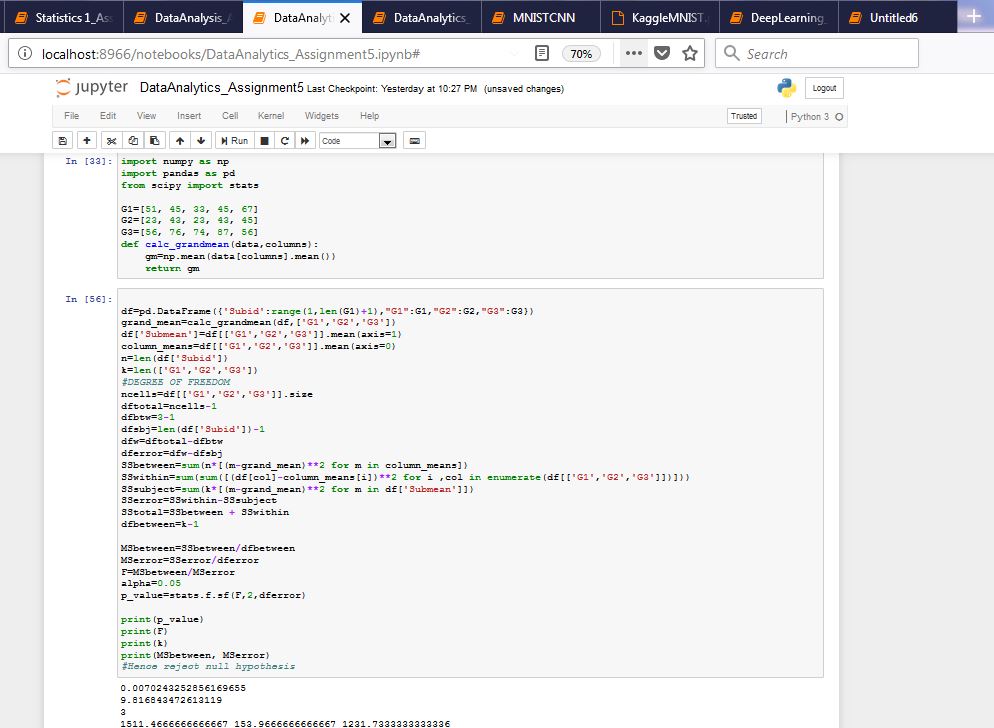 Statistics 1_Ass
DataAnalysis_A
DataAnalyti
DataAnalytics_
MNISTCNN
KaggleMNIST.
DeepLearning_
Untitled6
localhost:8966/notebooks/DataAnalytics_Assignment5.ipynb#
70%
Search
jupyter DataAnalytics_Assignment5 Last Checkpoint: Yesterday at 10:27 PM (unsaved changes)
Logout
File Edit View Insert Cell Kernel Widgets Help
Trusted
Python 3
Run
Code
In [33]:
import numpy as np
import pandas as pd
from scipy import stats
G1=[51, 45, 33, 45, 67]
G2=[23, 43, 23, 43, 45]
G3=[56, 76, 74, 87, 56]
def calc_grandmean(data,columns):
gm=np.mean(data[columns].mean())
return gm
In [56]:
df=pd.DataFrame({'Subid':range(1,len(G1)+1),"G1":G1,"G2":G2,"G3":G3})
grand_mean=calc_grandmean(df,['G1','G2','G3'])
df['Submean']=df[['G1','G2','G3']].mean(axis=1)
column_means=df[['G1','G2','G3']].mean(axis=0)
n=len(df['Subid'])
k=len(['G1','G2','G3'])
#DEGREE OF FREEDOM
ncells=df[['G1','G2','G3']].size
dftotal=ncells-1
dfbtw=3-1
dfsbj=len(df['Subid'])-1
dfw=dftotal-dfbtw
dferror=dfw-dfsbj
SSbetween=sum(n*[(m-grand_mean)**2 for m in column_means])
SSwithin=sum(sum([(df[col]-column_means[i])**2 for i ,col in enumerate(df[['G1','G2','G3']])]))
SSsubject=sum(k*[(m-grand_mean)**2 for m in df['Submean']])
SSerror=SSwithin-SSsubject
SStotal=SSbetween + SSwithin
dfbetween=k-1
MSbetween=SSbetween/dfbetween
MSerror=SSerror/dferror
F=MSbetween/MSerror
alpha=0.05
p_value=stats.f.sf(F,2,dferror)
print(p_value)
print(F)
print(k)
print(MSbetween, MSerror)
#Hence reject null hypothesis
0.0070243252856169655
9.816843472613119
3
1511.4666666666667 153.9666666666667 1231.7333333333336